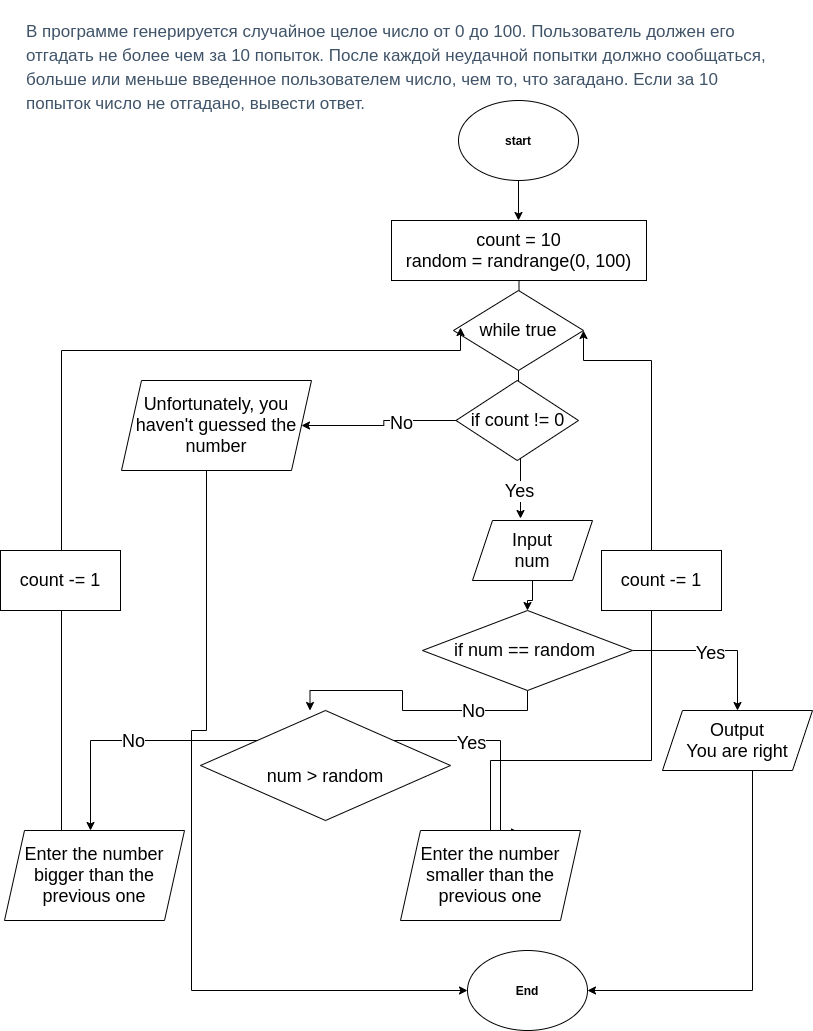 В программе генерируется случайное целое число от 0 до 100. Пользователь должен его
отгадать не более чем за 10 попыток. После каждой неудачной попытки должно сообщаться,
больше или меньше введенное пользователем число, чем то, что загадано. Если за 10
попыток число не отгадано, вывести ответ.
start
count = 10
random = randrange(0, 100)
while true
Unfortunately, you
haven't guessed the
number
No
if count != 0
Yes
Input
num
count -= 1
count -= 1
if num == random
Yes
No
Output
You are right
No
Yes
num > random
Enter the number
bigger than the
previous one
Enter the number
smaller than the
previous one
End